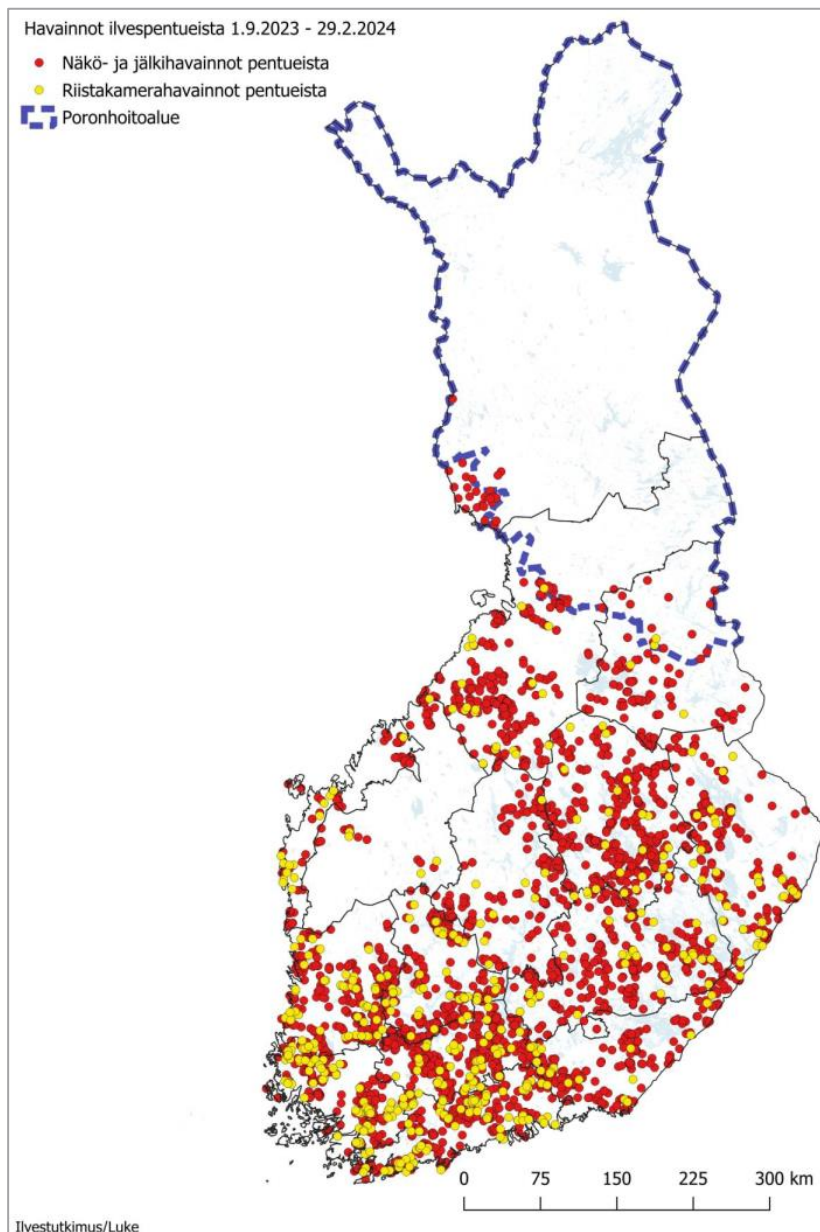 Havainnot ilvespentueista 1.9.2023 - 29.2.2024
Näkö- ja jälkihavainnot pentueista
Riistakamerahavainnot pentueista
Poronhoitoalue
0 75 150 225 300 km
Ilvestutkimus/Luke